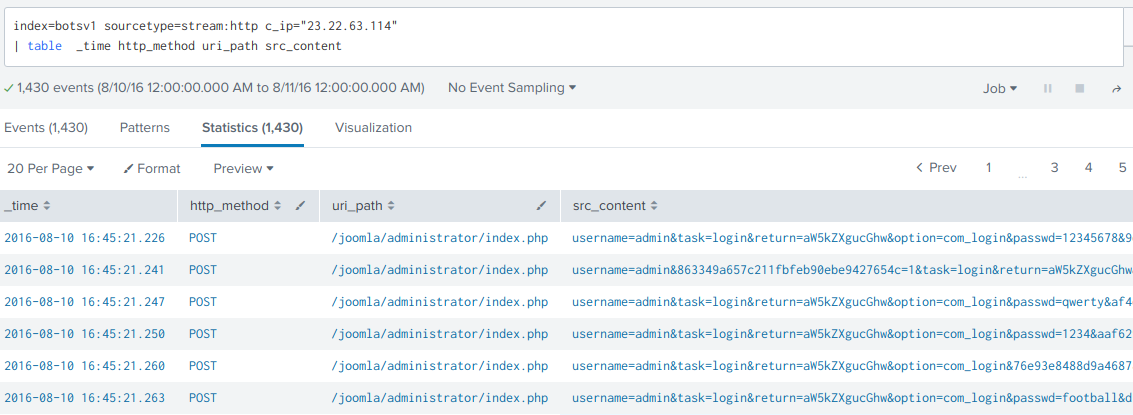 index=botsv1 sourcetype=stream:http c_ip="23.22.63.114"
| table _time http_method uri_path src_content
1,430 events (8/10/16 12:00:00.000 AM to 8/11/16 12:00:00.000 AM) No Event Sampling Job
Events (1,430) Patterns Statistics (1,430) Visualization
20 Per Page Format Preview Prev 1 ... 3 4 5
_time http_method uri_path src_content
2016-08-10 16:45:21.226 POST /joomla/administrator/index.php username=admin&task=login&return=aW5kZXgucGhw&option=com_login&passwd=12345678&9
2016-08-10 16:45:21.241 POST /joomla/administrator/index.php username=admin&863349a657c211fbfeb90ebe9427654c=1&task=login&return=aW5kZXgucGhw
2016-08-10 16:45:21.247 POST /joomla/administrator/index.php username=admin&task=login&return=aW5kZXgucGhw&option=com_login&passwd=qwerty&af4
2016-08-10 16:45:21.250 POST /joomla/administrator/index.php username=admin&task=login&return=aW5kZXgucGhw&option=com_login&passwd=1234&aaf62
2016-08-10 16:45:21.260 POST /joomla/administrator/index.php username=admin&task=login&return=aW5kZXgucGhw&option=com_login&76e93e8488d9a4687
2016-08-10 16:45:21.263 POST /joomla/administrator/index.php username=admin&task=login&return=aW5kZXgucGhw&option=com_login&passwd=football&d